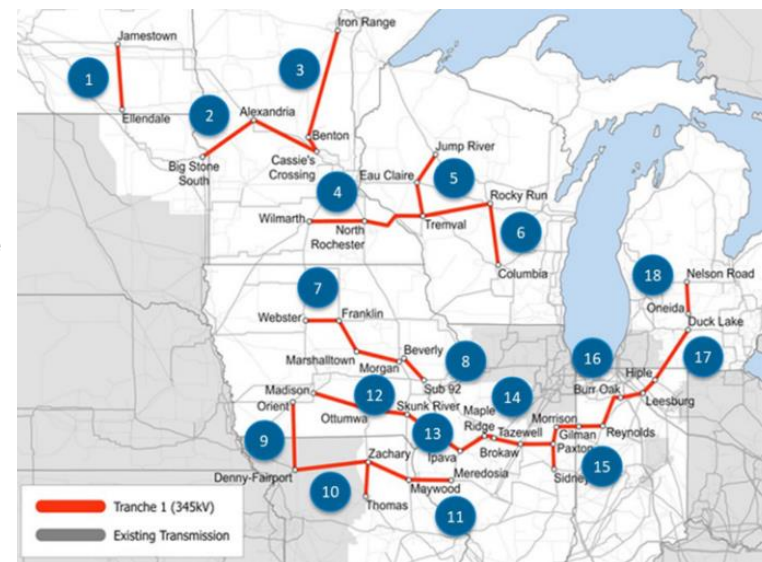 Iron Range
Jamestown
3
1
2
Alexandria
Ellendale
Benton
Big Stone
South
Cassie's
Crossing
Jump River
4
Eau Claire
5
Rocky Run
Wilmarth
North
Rochester
Tremval
6
Columbia
18
Nelson Road
7
Oneida
Webster
Franklin
Duck Lake
Beverly
Marshalltown
Morgan
8
16
17
Sub 92
Hiple
Madison
12
14
Burr Oak
Leesburg
Orient
Skunk River
Maple
Ridge
Ottumwa
13
Morrison
Tazewell
Gilman
Reynolds
9
Ipava
Brokaw
Paxton
Zachary
Meredosia
Sidney
15
Denny-Fairport
10
Maywood
Thomas
11
Tranche 1 (345kV)
Existing Transmission